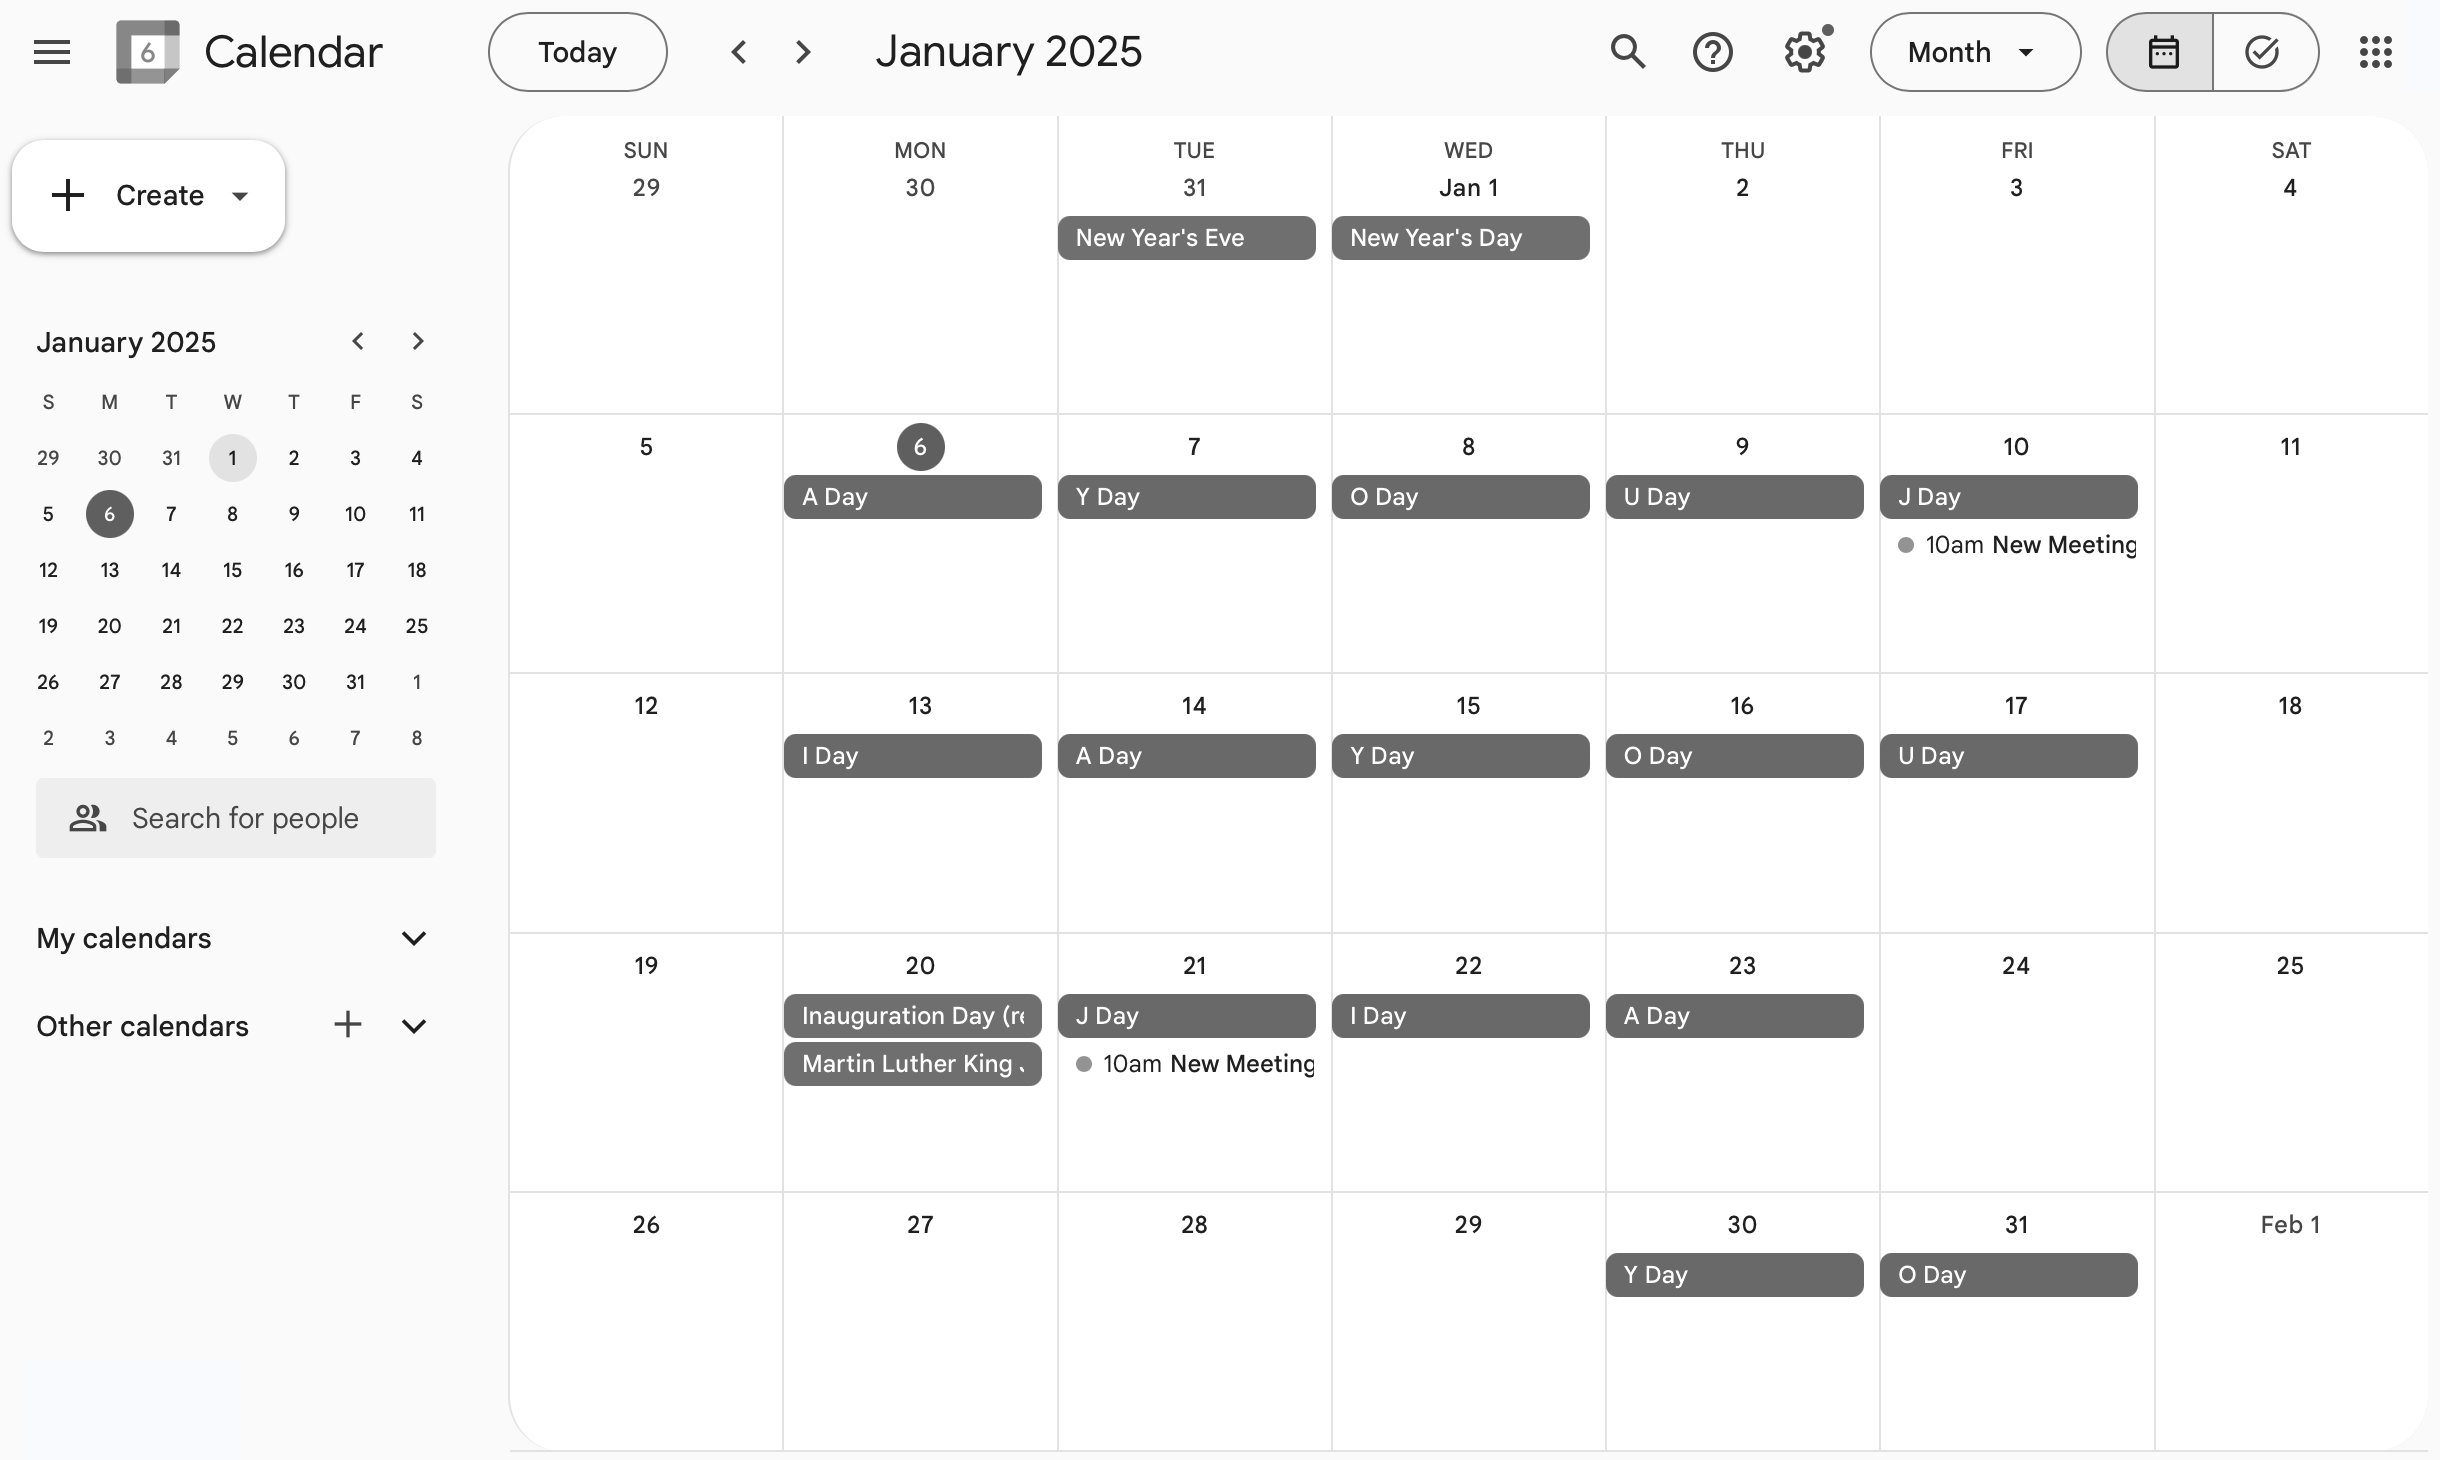 6 Calendar Today January 2025 Month
Create
January 2025
S M T W T F S
29 30 31 1 2 3 4
5 6 7 8 9 10 11
12 13 14 15 16 17 18
19 20 21 22 23 24 25
26 27 28 29 30 31 1
2 3 4 5 6 7 8
Search for people
My calendars
Other calendars
SUN MON TUE WED THU FRI SAT
29 30 31 Jan 1 2 3 4
New Year's Eve New Year's Day
5 6 7 8 9 10 11
A Day Y Day O Day U Day J Day
10am New Meeting
12 13 14 15 16 17 18
I Day A Day Y Day O Day U Day
19 20 21 22 23 24 25
Inauguration Day (re J Day I Day A Day
Martin Luther King 10am New Meeting
26 27 28 29 30 31 Feb 1
Y Day O Day